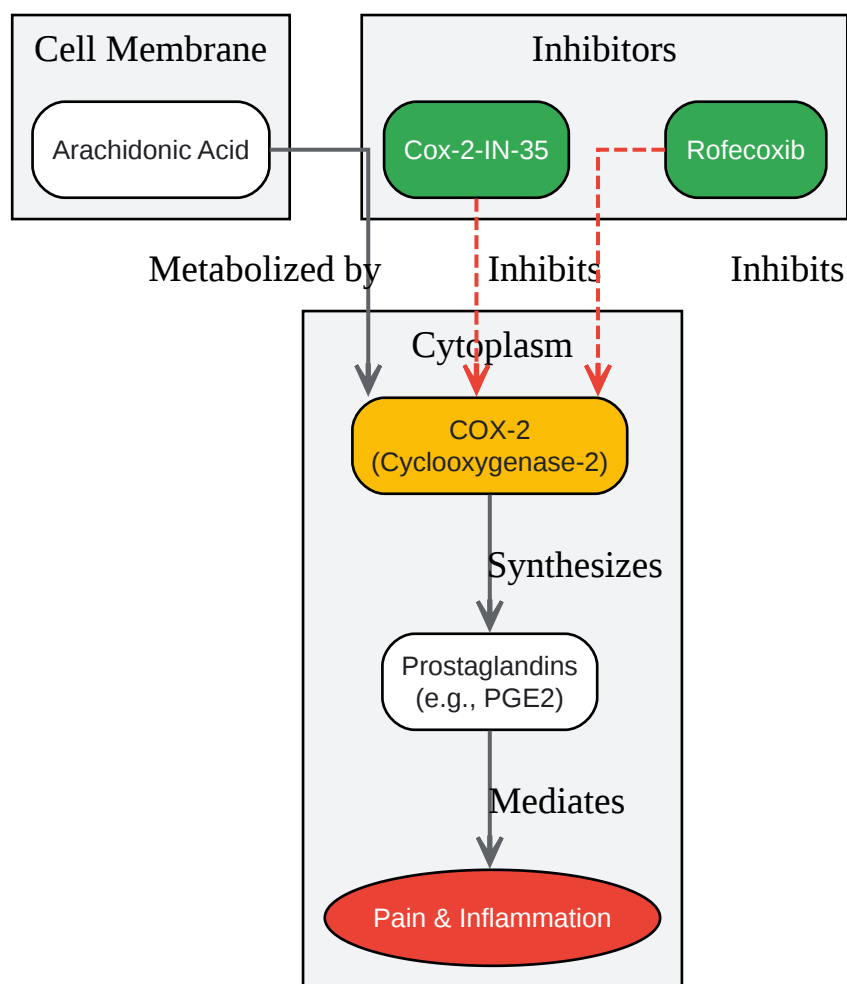 Cell Membrane
Inhibitors
Arachidonic Acid
Cox-2-IN-35
Rofecoxib
Metabolized by
Inhibits
Inhibits
Cytoplasm
COX-2
(Cyclooxygenase-2)
Synthesizes
Prostaglandins
(e.g., PGE2)
Mediates
Pain & Inflammation